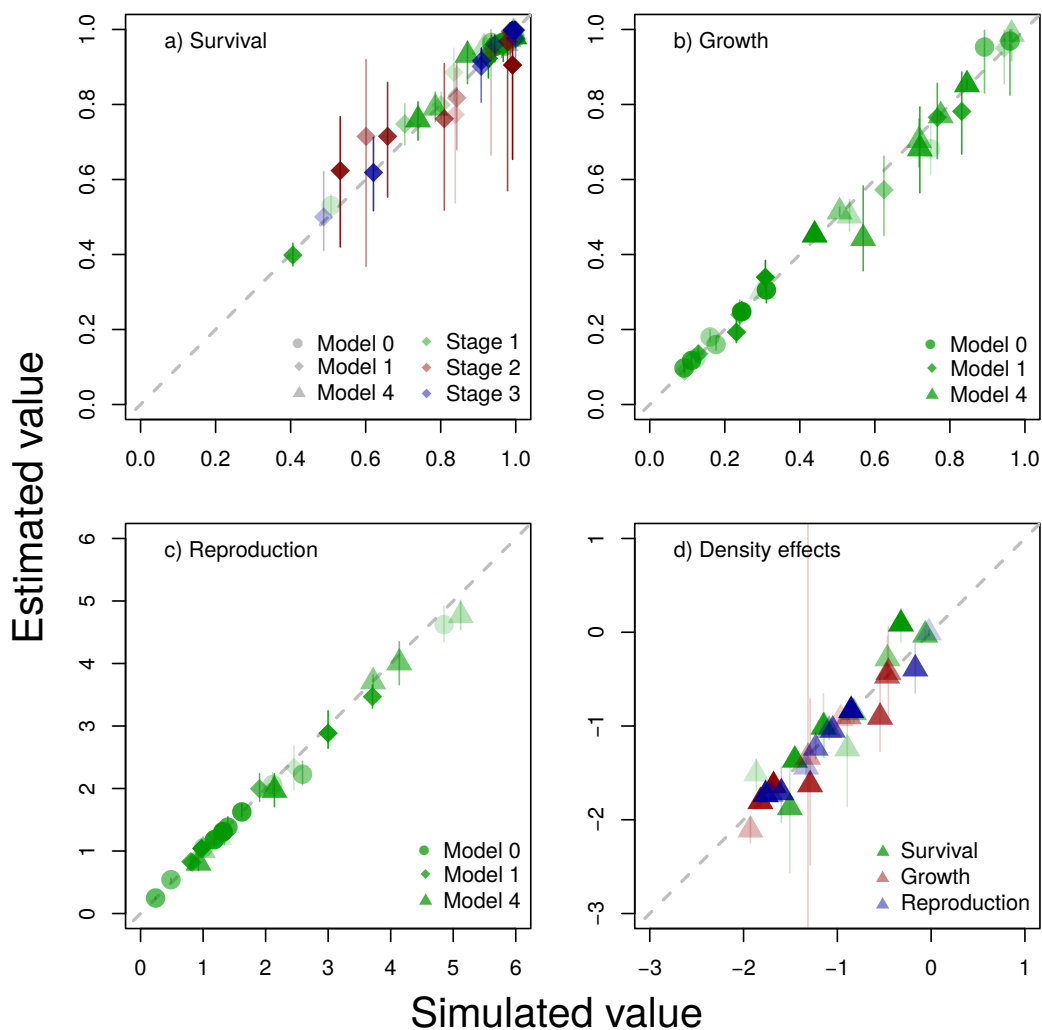 Estimated value
a) Survival
1.0
0.8
0.6
0.4
0.2
0.0
Model 0
Model 1
Model 4
Stage 1
Stage 2
Stage 3
0.0 0.2 0.4 0.6 0.8 1.0
b) Growth
1.0
0.8
0.6
0.4
0.2
0.0
Model 0
Model 1
Model 4
0.0 0.2 0.4 0.6 0.8 1.0
c) Reproduction
6
5
4
3
2
1
0
Model 0
Model 1
Model 4
0 1 2 3 4 5 6
d) Density effects
1
0
−1
−2
−3
Survival
Growth
Reproduction
−3 −2 −1 0 1
Simulated value